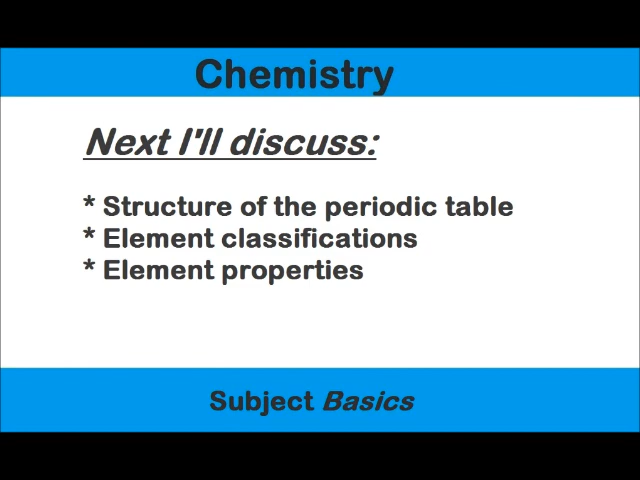 Chemistry
Next I'll discuss:
* Structure of the periodic table
* Element classifications
* Element properties
Subject Basics